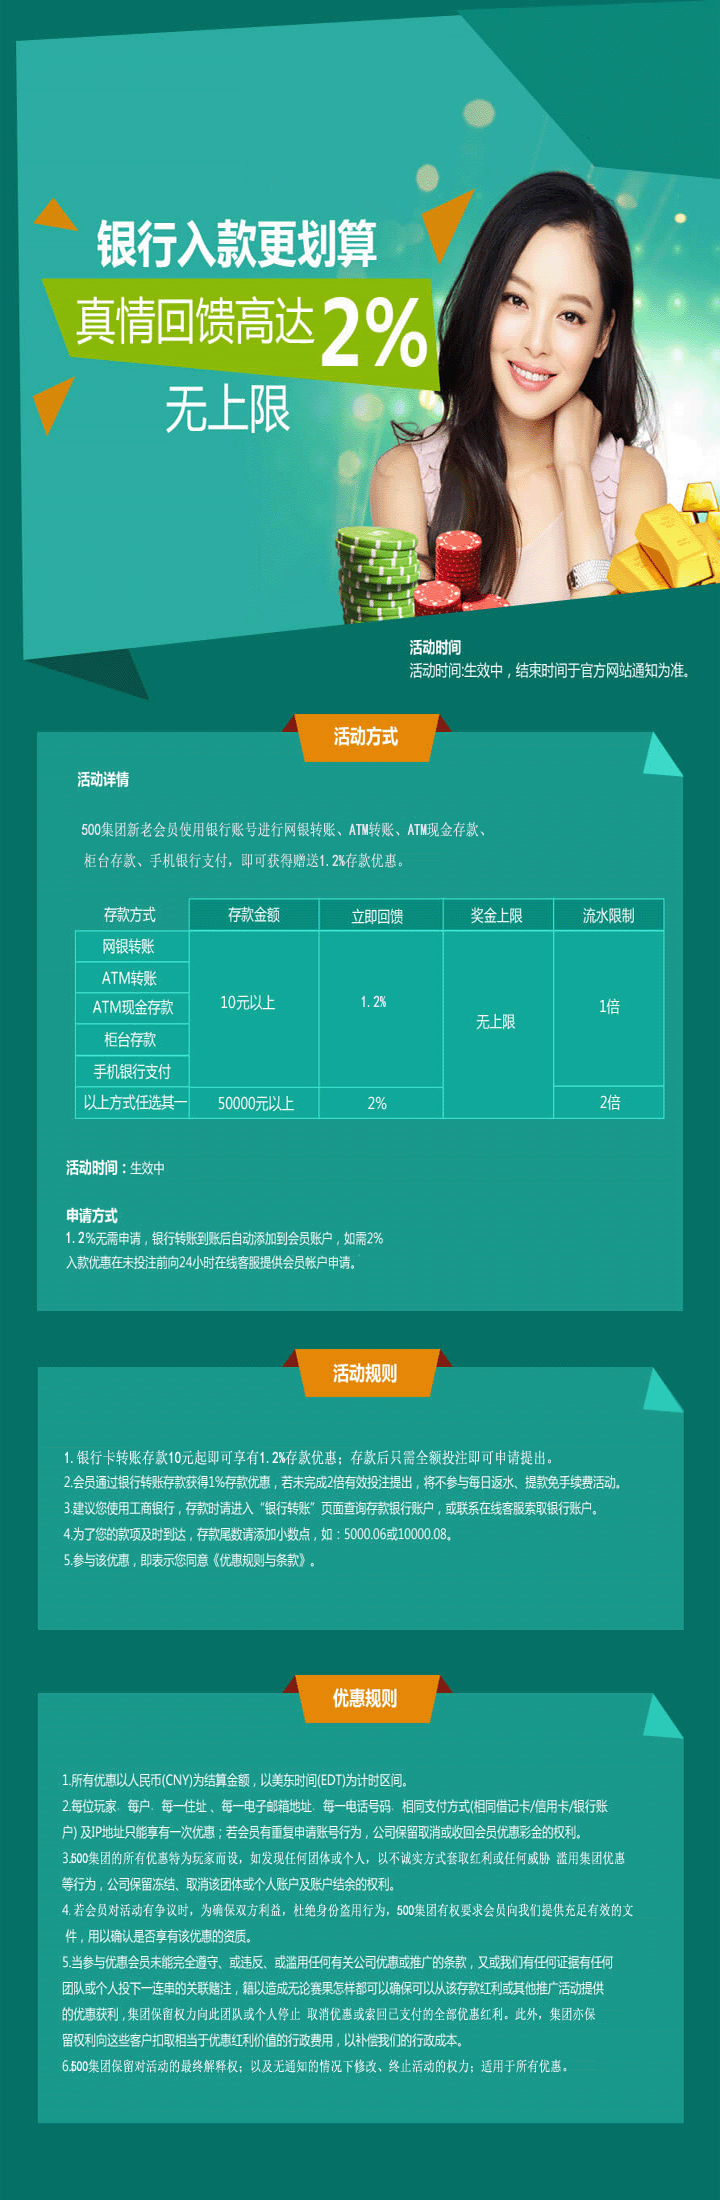 银行入款更划算
真情回馈高达2%
无上限
活动时间
活动时间:生效中，结束时间于官方网站通知为准。
活动方式
活动详情
500集团新老会员使用银行账号进行网银转账、ATM转账、ATM现金存款、
柜台存款、手机银行支付，即可获得赠送1.2%存款优惠。
存款方式 存款金额 立即回馈 奖金上限 流水限制
网银转账
ATM转账
ATM现金存款 10元以上 1.2% 无上限 1倍
柜台存款
手机银行支付
以上方式任选其一 50000元以上 2% 2倍
活动时间：生效中
申请方式
1.2%无需申请，银行转账到账后自动添加到会员账户，如需2%
入款优惠在未投注前向24小时在线客服提供会员帐户申请。
活动规则
1.银行卡转账存款10元起即可享有1.2%存款优惠；存款后只需全额投注即可申请提出。
2.会员通过银行转账存款获得1%存款优惠，若未完成2倍有效投注提出，将不参与每日返水、提款免手续费活动。
3.建议您使用工商银行，存款时请进入“银行转账”页面查询存款银行账户，或联系在线客服索取银行账户。
4.为了您的款项及时到达，存款尾数请添加小数点，如：5000.06或10000.08。
5.参与该优惠，即表示您同意《优惠规则与条款》。
优惠规则
1.所有优惠以人民币(CNY)为结算金额，以美东时间(EDT)为计时区间。
2.每位玩家、每户、每一住址 、每一电子邮箱地址、每一电话号码、相同支付方式(相同借记卡/信用卡/银行账
户) 及IP地址只能享有一次优惠；若会员有重复申请账号行为，公司保留取消或收回会员优惠彩金的权利。
3.500集团的所有优惠特为玩家而设，如发现任何团体或个人，以不诚实方式套取红利或任何威胁 滥用集团优惠
等行为，公司保留冻结、取消该团体或个人账户及账户结余的权利。
4.若会员对活动有争议时，为确保双方利益，杜绝身份盗用行为，500集团有权要求会员向我们提供充足有效的文
件，用以确认是否享有该优惠的资质。
5.当参与优惠会员未能完全遵守、或违反、或滥用任何有关公司优惠或推广的条款，又或我们有任何证据有任何
团队或个人投下一连串的关联赌注，籍以造成无论赛果怎样都可以确保可以从该存款红利或其他推广活动提供
的优惠获利，集团保留权力向此团队或个人停止 取消优惠或索回已支付的全部优惠红利。此外，集团亦保
留权利向这些客户扣取相当于优惠红利价值的行政费用，以补偿我们的行政成本。
6.500集团保留对活动的最终解释权；以及无通知的情况下修改、终止活动的权力；适用于所有优惠。